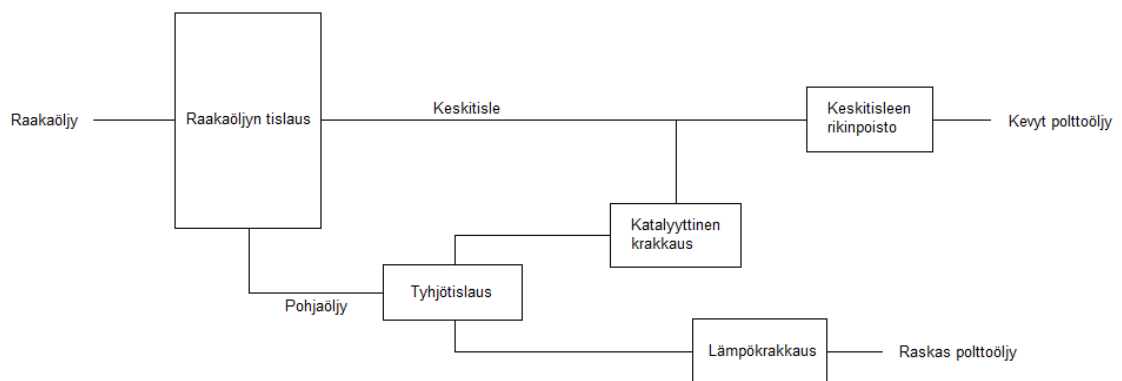 Raakaöljy
Raakaöljyn tislaus
Keskitisle
Keskitisleen
rikinpoisto
Kevyt polttoöljy
Katalyyttinen
krakkaus
Pohjaöljy
Tyhjötislaus
Lämpökrakkaus
Raskas polttoöljy